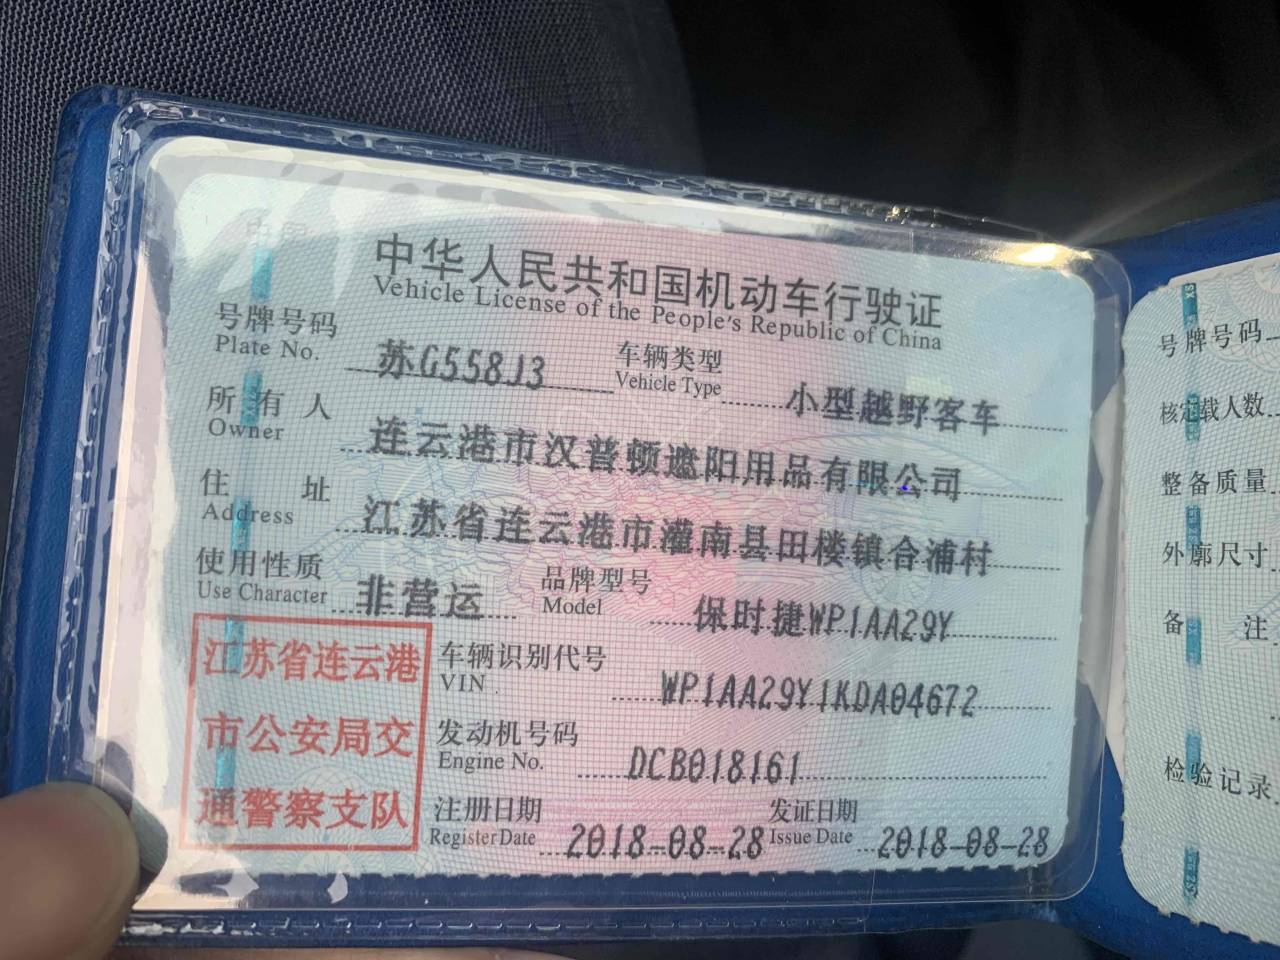 中华人民共和国机动车行驶证
Vehicle License of the People's Republic of China
号牌号码 苏G558J3 车辆类型 小型越野客车
Plate No. Vehicle Type
所有人 连云港市汉普顿遮阳用品有限公司
Owner
住址 江苏省连云港市灌南县田楼镇合浦村
Address
使用性质 非营运 品牌型号 保时捷WP1AA29Y
Use Character Model
江苏省连云港
市公安局交
通警察支队
车辆识别代号 WP1AA29Y1KDA04672
VIN
发动机号码 DCB018161
Engine No.
注册日期 2018-08-28 发证日期 2018-08-28
Register Date Issue Date
号牌号码
核定载人数
整备质量
外廓尺寸
备注
检验记录